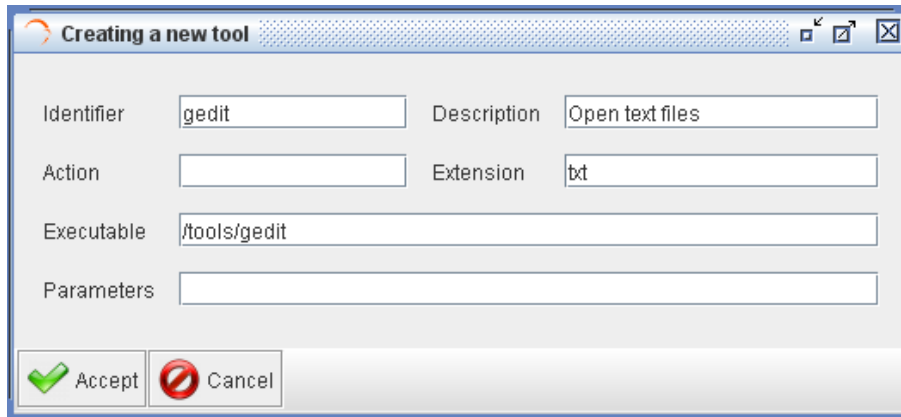 Creating a new tool
Identifier gedit Description Open text files
Action Extension txt
Executable /tools/gedit
Parameters
Accept Cancel